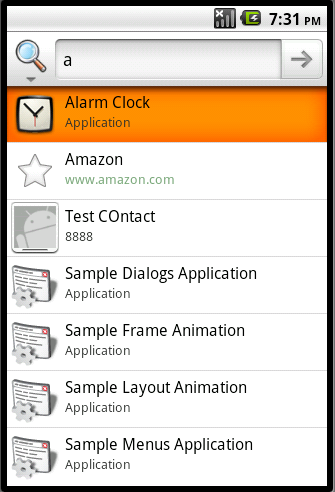 7:31 PM
a
Alarm Clock
Application
Amazon
www.amazon.com
Test COntact
8888
Sample Dialogs Application
Application
Sample Frame Animation
Application
Sample Layout Animation
Application
Sample Menus Application
Application